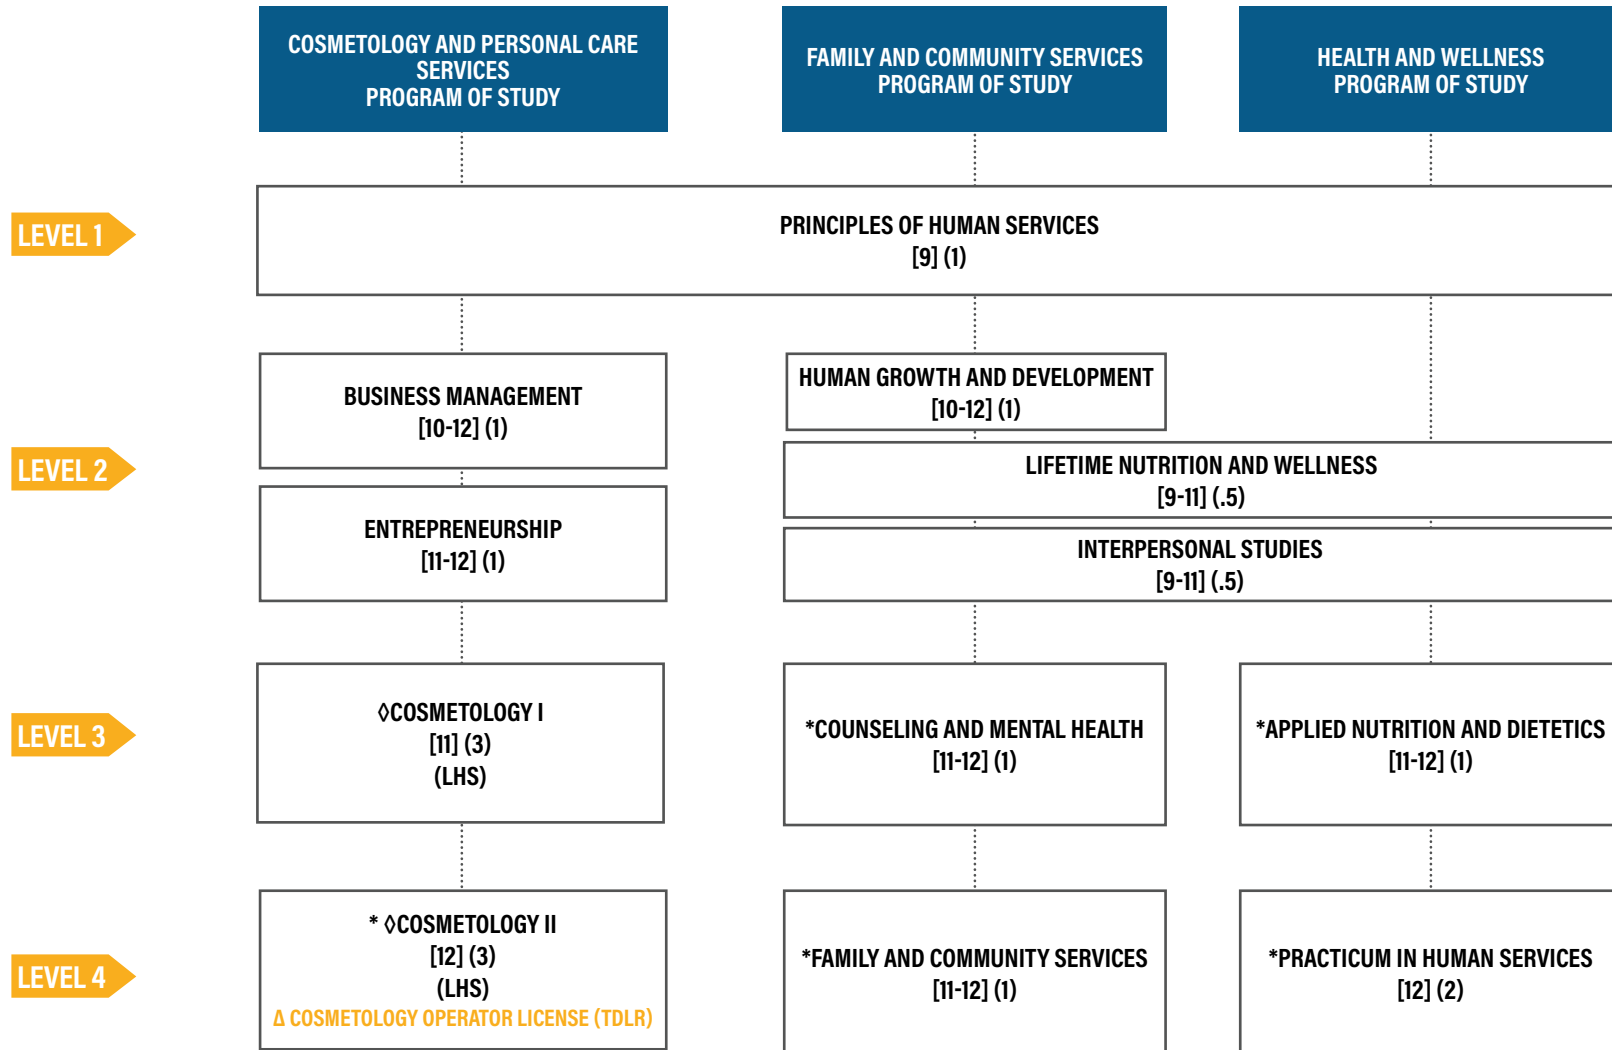 COSMETOLOGY AND PERSONAL CARE
SERVICES
PROGRAM OF STUDY
FAMILY AND COMMUNITY SERVICES
PROGRAM OF STUDY
HEALTH AND WELLNESS
PROGRAM OF STUDY
LEVEL 1
PRINCIPLES OF HUMAN SERVICES
[9] (1)
LEVEL 2
BUSINESS MANAGEMENT
[10-12] (1)
ENTREPRENEURSHIP
[11-12] (1)
HUMAN GROWTH AND DEVELOPMENT
[10-12] (1)
LIFETIME NUTRITION AND WELLNESS
[9-11] (.5)
INTERPERSONAL STUDIES
[9-11] (.5)
LEVEL 3
◊COSMETOLOGY I
[11] (3)
(LHS)
*COUNSELING AND MENTAL HEALTH
[11-12] (1)
*APPLIED NUTRITION AND DIETETICS
[11-12] (1)
LEVEL 4
* ◊COSMETOLOGY II
[12] (3)
(LHS)
Δ COSMETOLOGY OPERATOR LICENSE (TDLR)
*FAMILY AND COMMUNITY SERVICES
[11-12] (1)
*PRACTICUM IN HUMAN SERVICES
[12] (2)